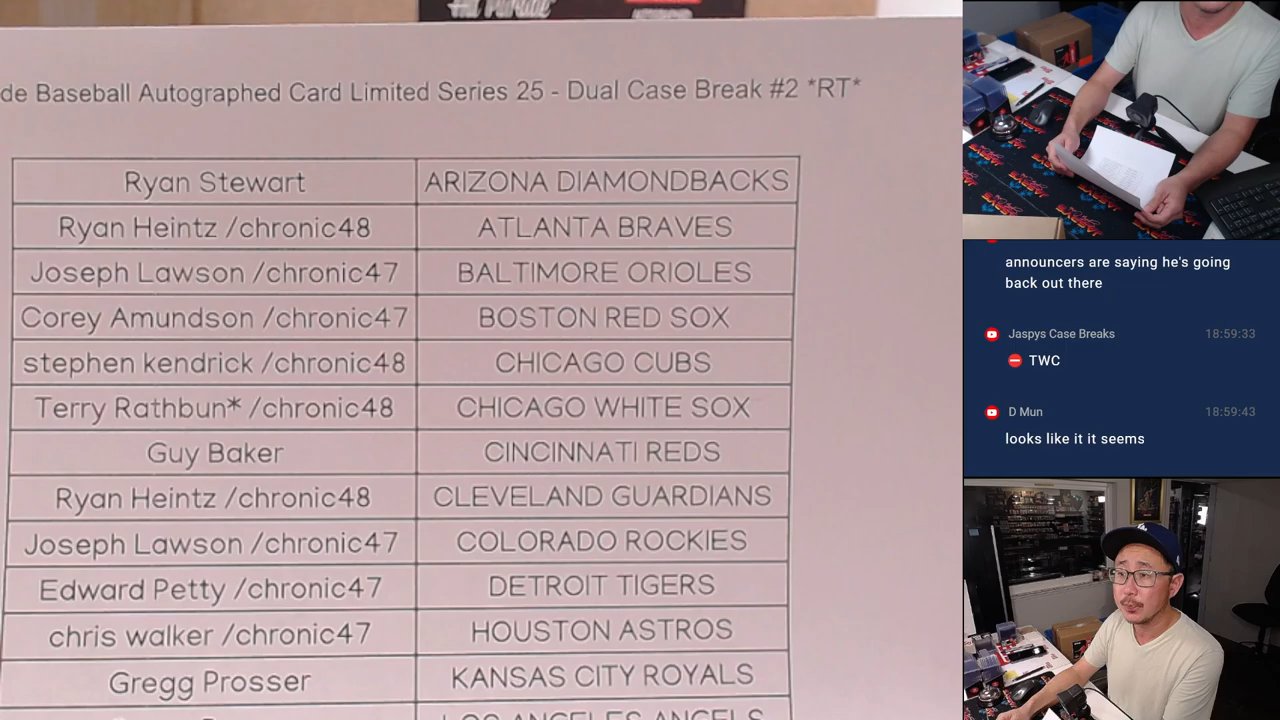 Hit Parade
de Baseball Autographed Card Limited Series 25 - Dual Case Break #2 *RT*
Ryan Stewart ARIZONA DIAMONDBACKS
Ryan Heintz /chronic48 ATLANTA BRAVES
Joseph Lawson /chronic47 BALTIMORE ORIOLES
Corey Amundson /chronic47 BOSTON RED SOX
stephen kendrick /chronic48 CHICAGO CUBS
Terry Rathbun* /chronic48 CHICAGO WHITE SOX
Guy Baker CINCINNATI REDS
Ryan Heintz /chronic48 CLEVELAND GUARDIANS
Joseph Lawson /chronic47 COLORADO ROCKIES
Edward Petty /chronic47 DETROIT TIGERS
chris walker /chronic47 HOUSTON ASTROS
Gregg Prosser KANSAS CITY ROYALS
LOS ANGELES ANGELS
announcers are saying he's going
back out there
Jaspys Case Breaks 18:59:33
⛔ TWC
D Mun 18:59:43
looks like it it seems